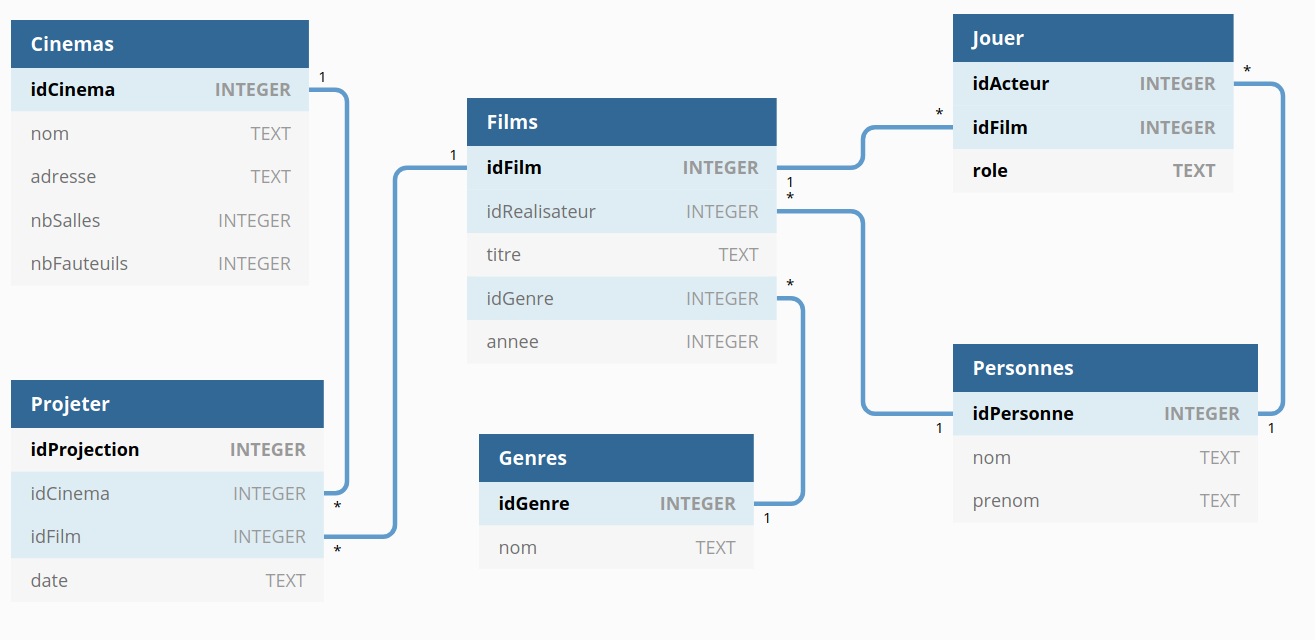 Cinemas
idCinema INTEGER
nom TEXT
adresse TEXT
nbSalles INTEGER
nbFauteuils INTEGER
1
Projeter
idProjection INTEGER
idCinema INTEGER
idFilm INTEGER
date TEXT
*
*
Films
idFilm INTEGER
idRealisateur INTEGER
titre TEXT
idGenre INTEGER
annee INTEGER
1
1
*
*
Genres
idGenre INTEGER
nom TEXT
1
Jouer
idActeur INTEGER
idFilm INTEGER
role TEXT
*
*
Personnes
idPersonne INTEGER
nom TEXT
prenom TEXT
1
1